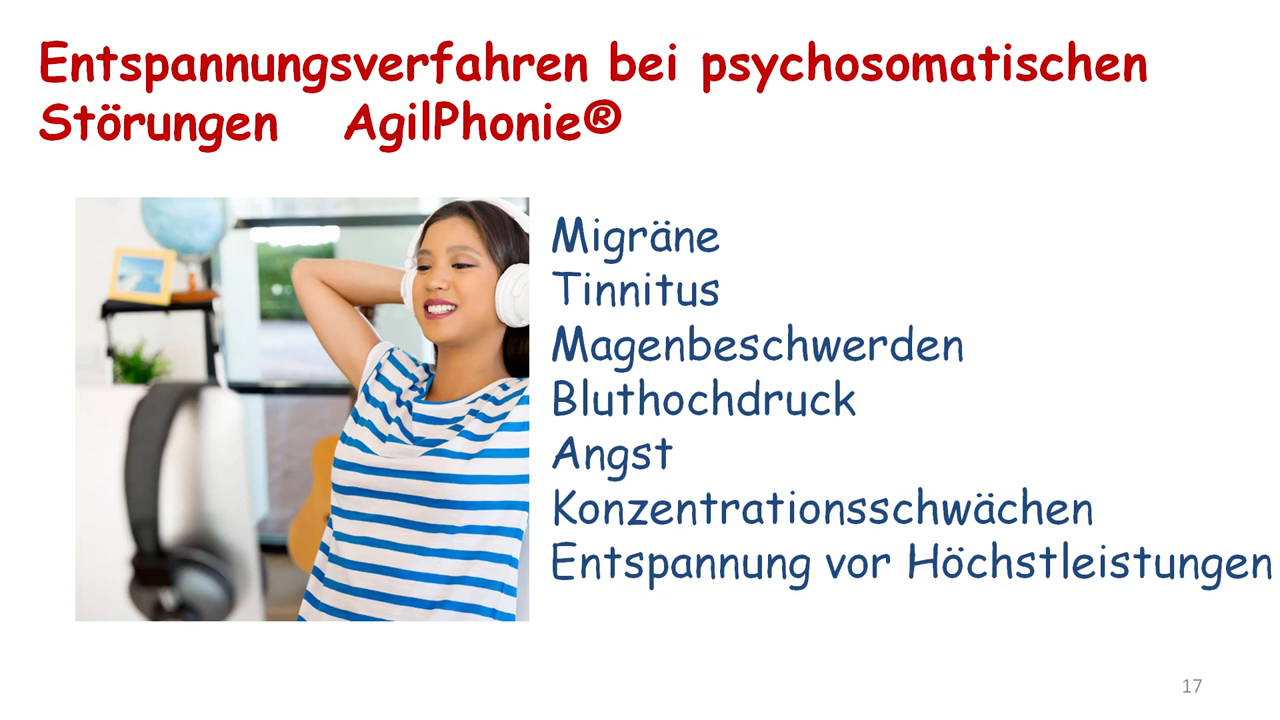 Entspannungsverfahren bei psychosomatischen
Störungen AgilPhonie®
Migräne
Tinnitus
Magenbeschwerden
Bluthochdruck
Angst
Konzentrationsschwächen
Entspannung vor Höchstleistungen
17